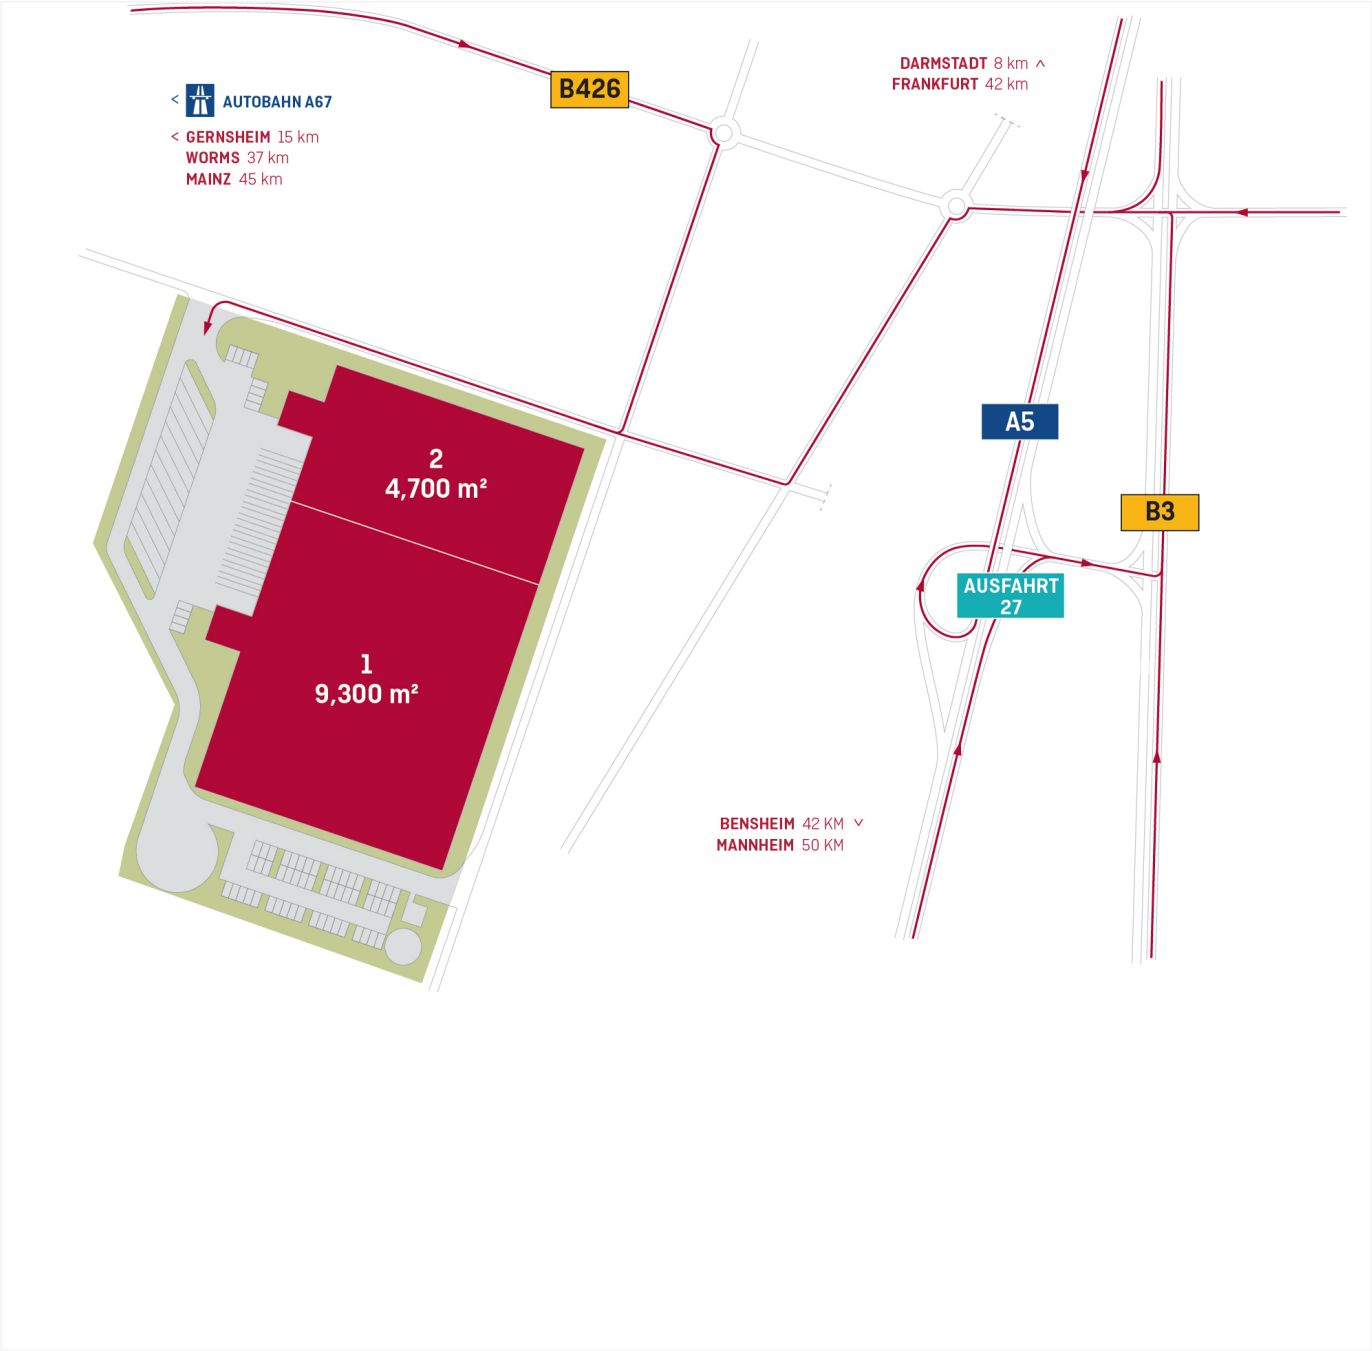 B426
DARMSTADT 8 km ^
FRANKFURT 42 km
< AUTOBAHN A67
< GERNSHEIM 15 km
WORMS 37 km
MAINZ 45 km
A5
2
4,700 m²
B3
AUSFAHRT
27
1
9,300 m²
BENSHEIM 42 KM ˅
MANNHEIM 50 KM